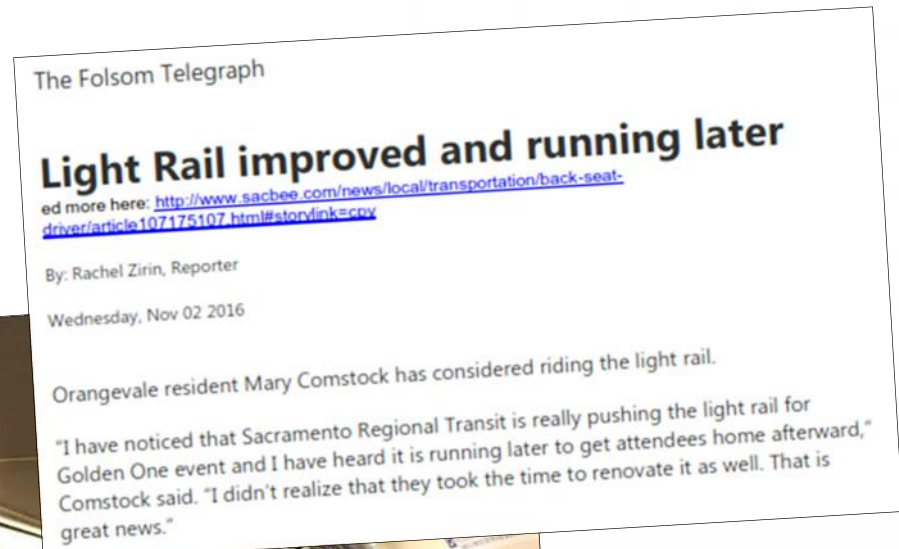 The Folsom Telegraph
Light Rail improved and running later
ed more here: http://www.sacbee.com/news/local/transportation/back-seat-
driver/article107175107.html#storylink=cpy
By: Rachel Zirin, Reporter
Wednesday, Nov 02 2016
Orangevale resident Mary Comstock has considered riding the light rail.
“I have noticed that Sacramento Regional Transit is really pushing the light rail for
Golden One event and I have heard it is running later to get attendees home afterward,”
Comstock said. “I didn’t realize that they took the time to renovate it as well. That is
great news.”